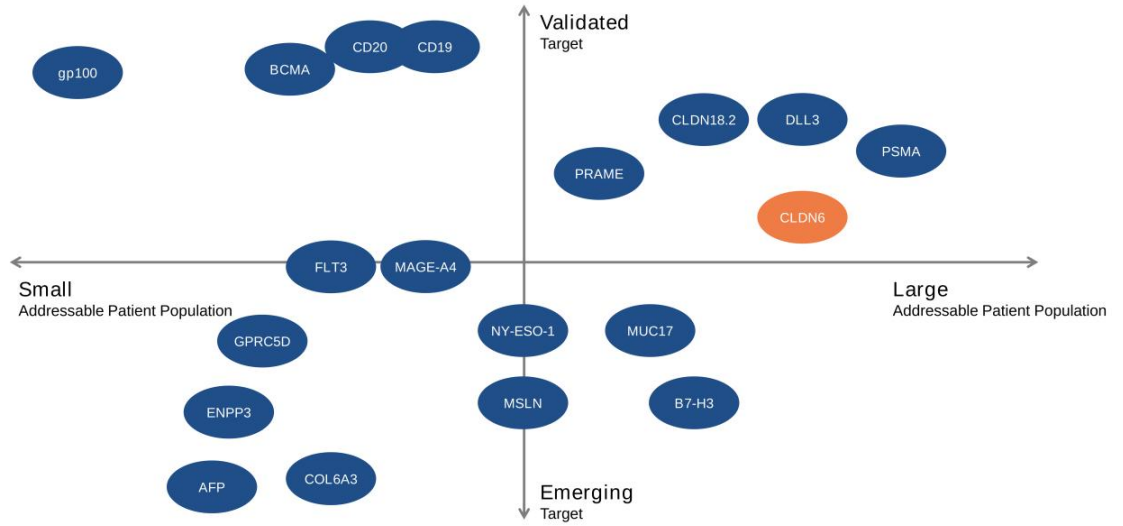 Validated
Target
CD20
CD19
BCMA
gp100
CLDN18.2
DLL3
PSMA
PRAME
CLDN6
FLT3
MAGE-A4
Small
Addressable Patient Population
Large
Addressable Patient Population
NY-ESO-1
MUC17
GPRC5D
MSLN
B7-H3
ENPP3
COL6A3
AFP
Emerging
Target